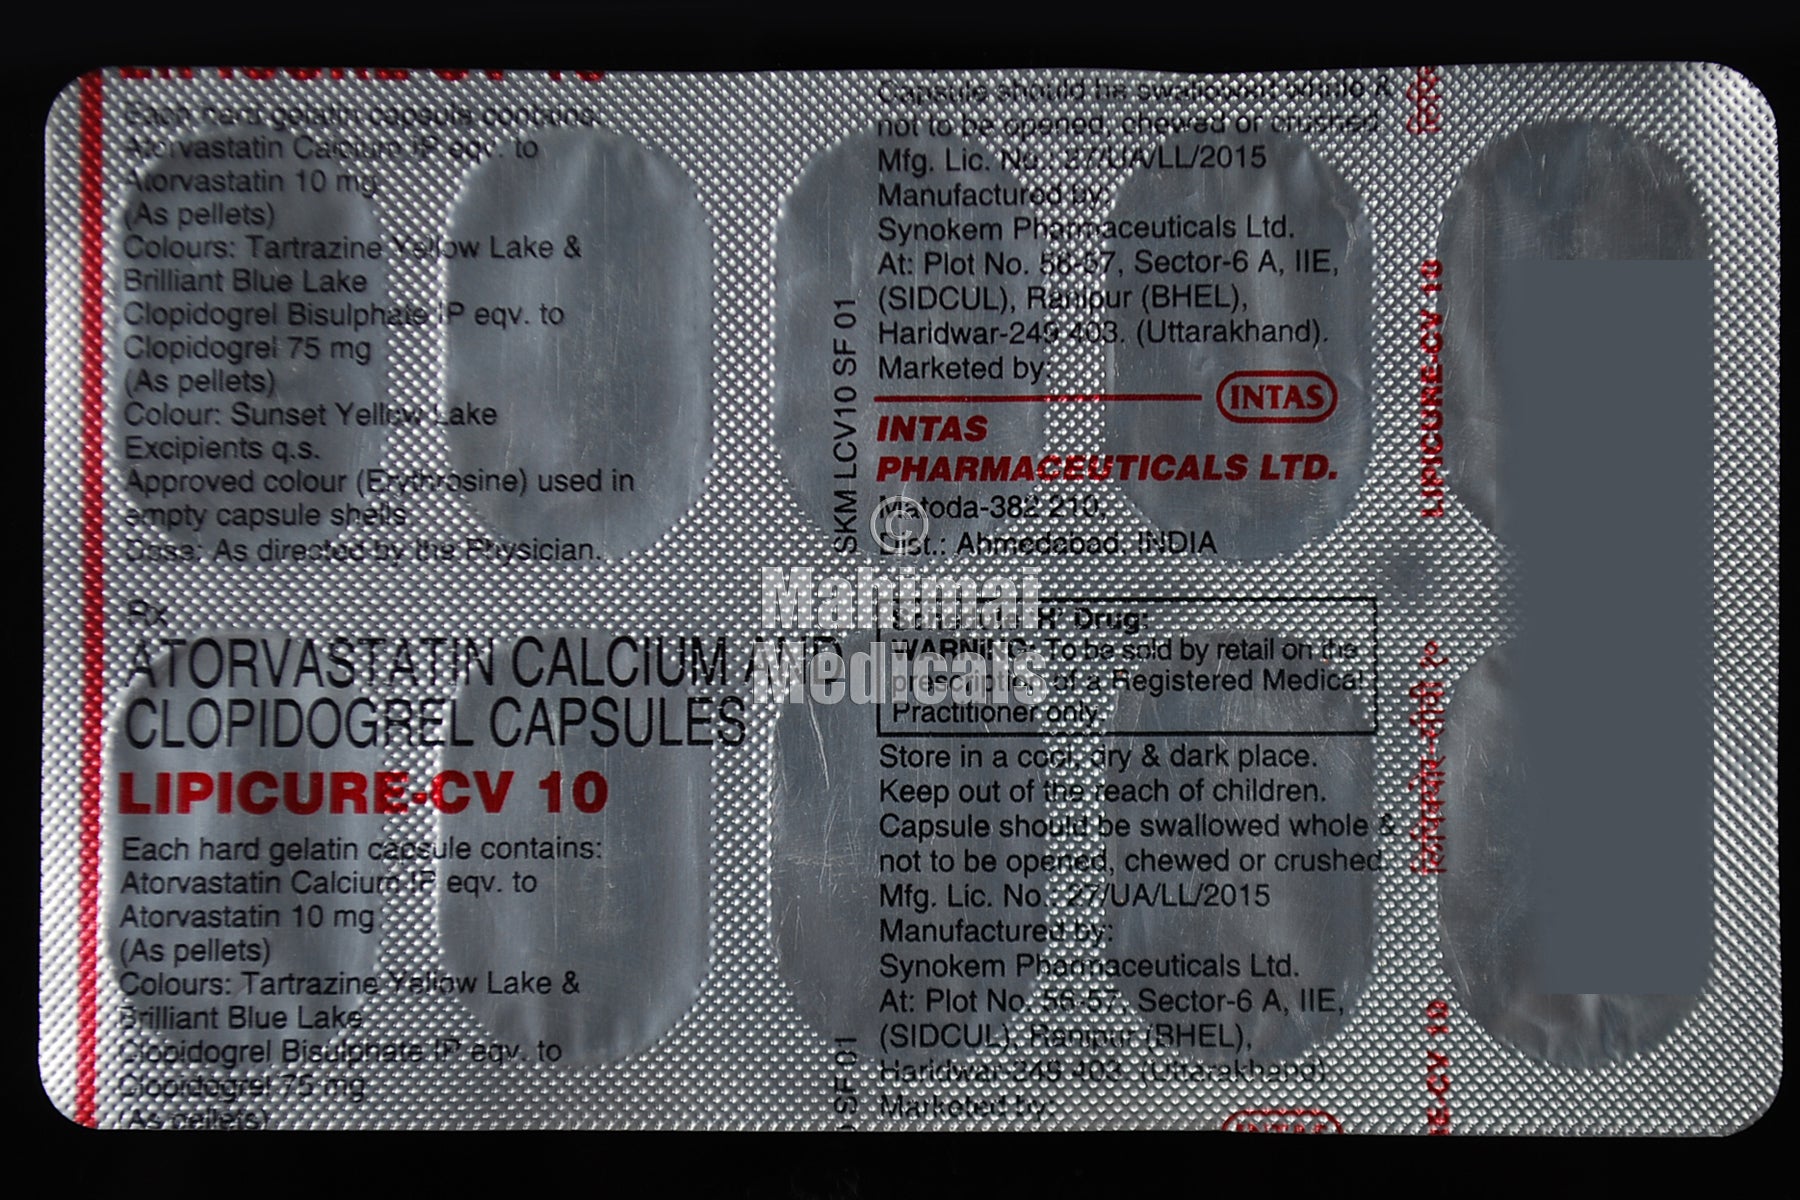 LIPICURE-CV 10
Each hard gelatin capsule contains:
Atorvastatin Calcium IP eqv. to
Atorvastatin 10 mg
(As pellets)
Colours: Tartrazine Yellow Lake &
Brilliant Blue Lake
Clopidogrel Bisulphate IP eqv. to
Clopidogrel 75 mg
(As pellets)
Colour: Sunset Yellow Lake
Excipients q.s.
Approved colour (Erythrosine) used in
empty capsule shells.
Dose: As directed by the Physician.
Rx
ATORVASTATIN CALCIUM AND
CLOPIDOGREL CAPSULES
LIPICURE-CV 10
Each hard gelatin capsule contains:
Atorvastatin Calcium IP eqv. to
Atorvastatin 10 mg
(As pellets)
Colours: Tartrazine Yellow Lake &
Brilliant Blue Lake
Clopidogrel Bisulphate IP eqv. to
Clopidogrel 75 mg
(As pellets)
SKM LCV10 SF 01
SF 01
Capsule should be swallowed whole &
not to be opened, chewed or crushed
Mfg. Lic. No.: 27/UA/LL/2015
Manufactured by:
Synokem Pharmaceuticals Ltd.
At: Plot No. 56-57, Sector-6 A, IIE,
(SIDCUL), Ranipur (BHEL),
Haridwar-249 403. (Uttarakhand).
Marketed by:
INTAS
INTAS
PHARMACEUTICALS LTD.
Matoda-382 210,
Dist.: Ahmedabad. INDIA
Drug:
WARNING: To be sold by retail on the
prescription of a Registered Medical
Practitioner only.
Store in a cool, dry & dark place.
Keep out of the reach of children.
Capsule should be swallowed whole &
not to be opened, chewed or crushed
Mfg. Lic. No.: 27/UA/LL/2015
Manufactured by:
Synokem Pharmaceuticals Ltd.
At: Plot No. 56-57, Sector-6 A, IIE,
(SIDCUL), Ranipur (BHEL),
Haridwar-249 403. (Uttarakhand).
Marketed by:
INTAS
LIPICURE-CV 10
लिपिक्योर-सीवी १०
CV 10
©
Mahimai
Medicals